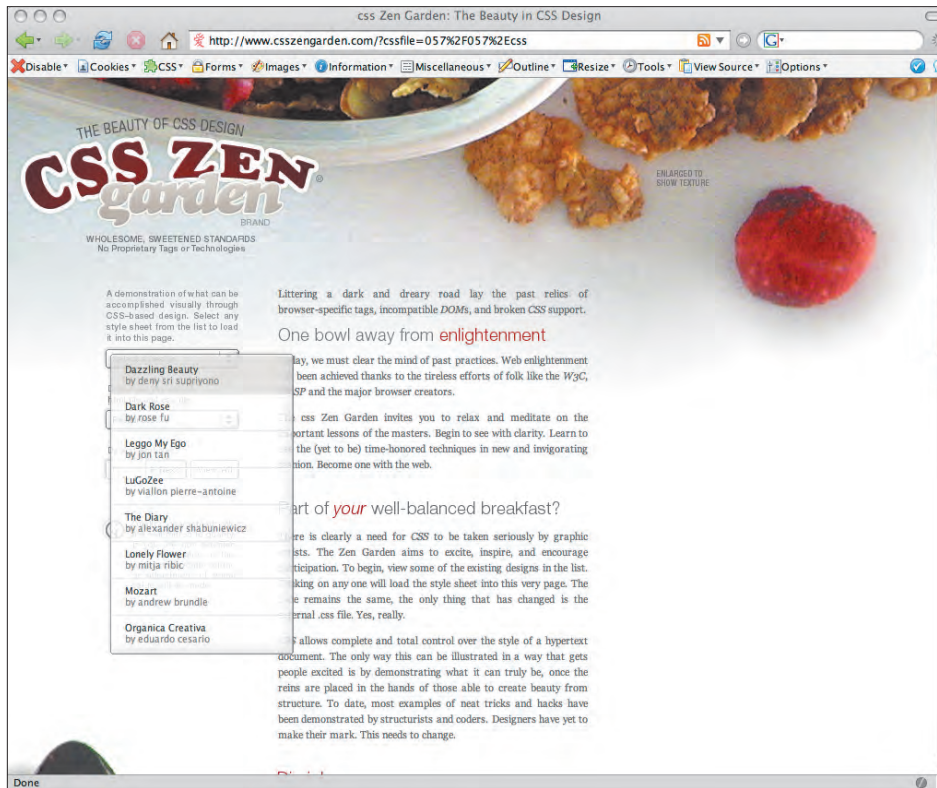 css Zen Garden: The Beauty in CSS Design
http://www.csszengarden.com/?cssfile=057%2F057%2Ecss
G
Disable Cookies CSS Forms Images Information Miscellaneous Outline Resize Tools View Source Options
THE BEAUTY OF CSS DESIGN
CSS ZEN
garden
®
BRAND
WHOLESOME, SWEETENED STANDARDS
No Proprietary Tags or Technologies
ENLARGED TO
SHOW TEXTURE
A demonstration of what can be
accomplished visually through
CSS-based design. Select any
style sheet from the list to load
it into this page.
Dazzling Beauty
by deny sri supriyono
Dark Rose
by rose fu
Leggo My Ego
by jon tan
LuGoZee
by viallon pierre-antoine
The Diary
by alexander shabuniewicz
Lonely Flower
by mitja ribic
Mozart
by andrew brundle
Organica Creativa
by eduardo cesario
Littering a dark and dreary road lay the past relics of
browser-specific tags, incompatible DOMs, and broken CSS support.
One bowl away from enlightenment
day, we must clear the mind of past practices. Web enlightenment
been achieved thanks to the tireless efforts of folk like the W3C,
SP and the major browser creators.
css Zen Garden invites you to relax and meditate on the
portant lessons of the masters. Begin to see with clarity. Learn to
the (yet to be) time-honored techniques in new and invigorating
hion. Become one with the web.
art of your well-balanced breakfast?
re is clearly a need for CSS to be taken seriously by graphic
ists. The Zen Garden aims to excite, inspire, and encourage
ticipation. To begin, view some of the existing designs in the list.
king on any one will load the style sheet into this very page. The
remains the same, the only thing that has changed is the
ernal .css file. Yes, really.
allows complete and total control over the style of a hypertext
document. The only way this can be illustrated in a way that gets
people excited is by demonstrating what it can truly be, once the
reins are placed in the hands of those able to create beauty from
structure. To date, most examples of neat tricks and hacks have
been demonstrated by structurists and coders. Designers have yet to
make their mark. This needs to change.
Done